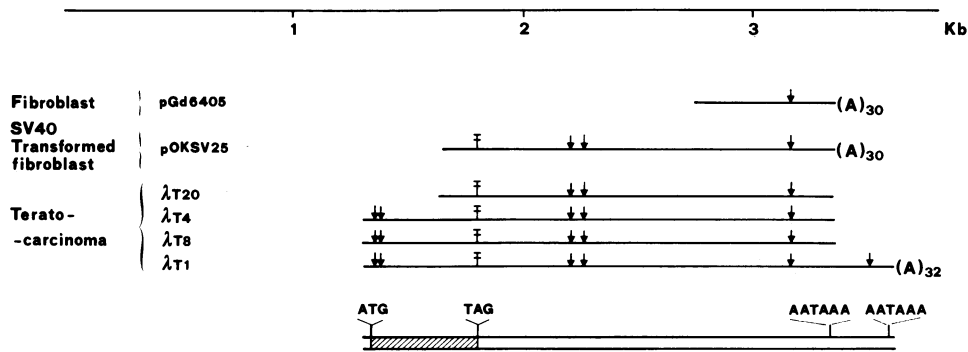 1 2 3 Kb
Fibroblast pGd6405 (A)30
SV40
Transformed pOKSV25 (A)30
fibroblast
λT20
Terato- λT4
-carcinoma λT8
λT1 (A)32
ATG TAG AATAAA AATAAA